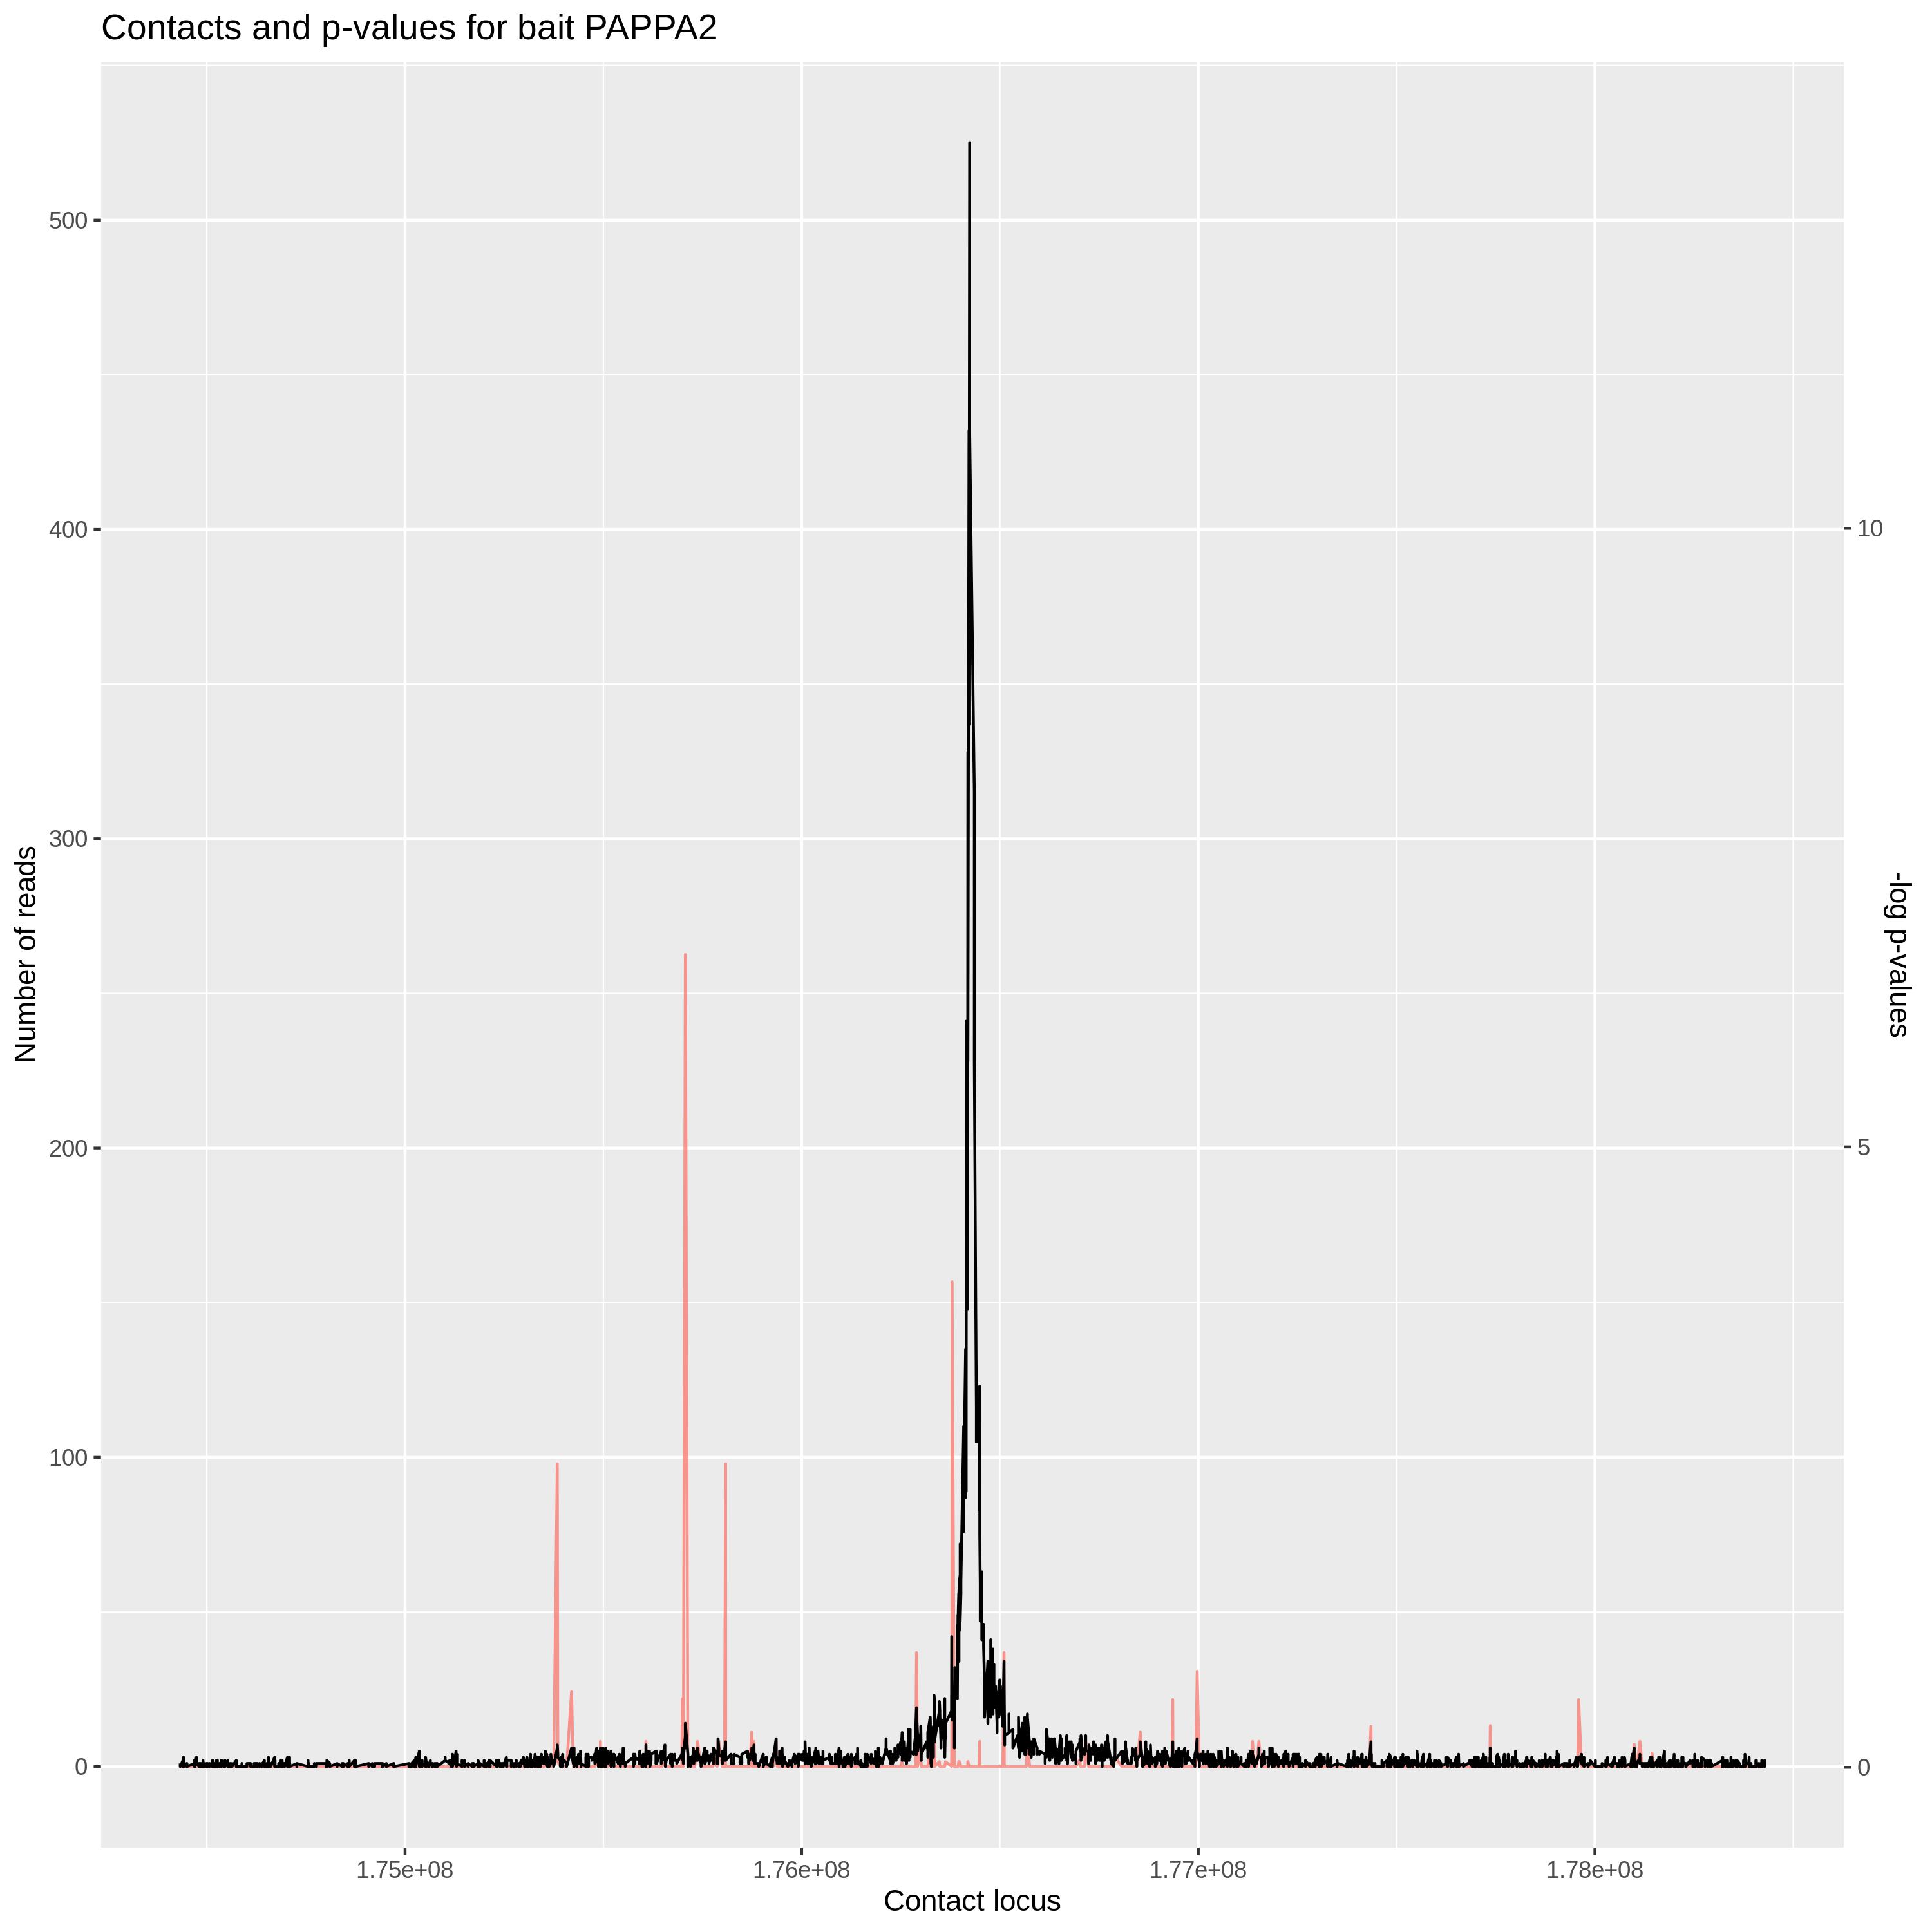 Contacts and p-values for bait PAPPA2
500
400
300
200
100
0
Number of reads
10
5
0
-log p-values
1.75e+08
1.76e+08
1.77e+08
1.78e+08
Contact locus